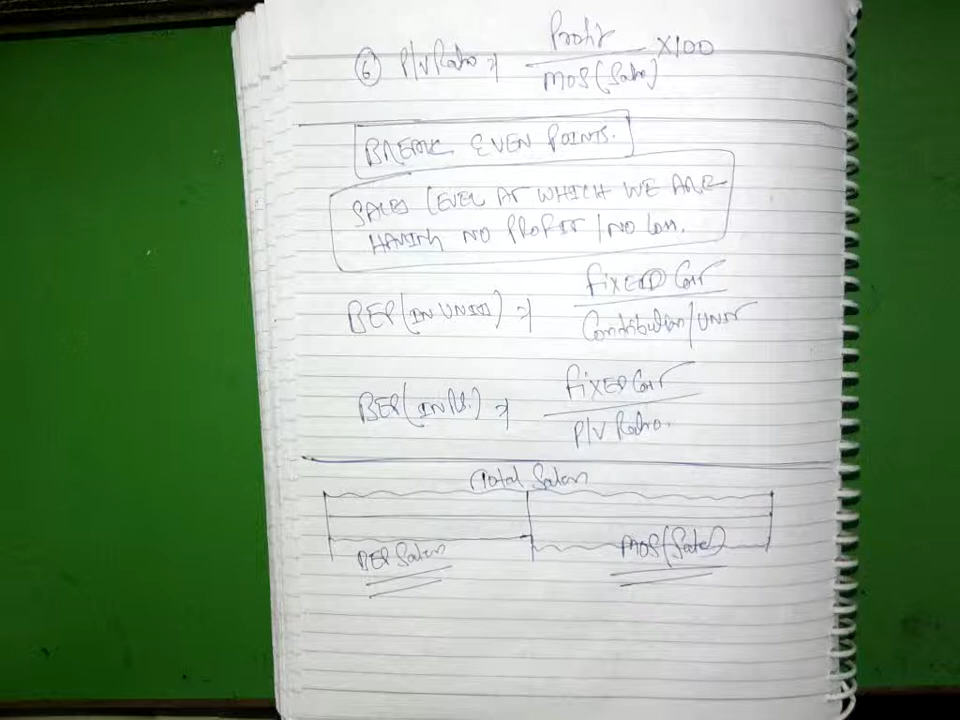 ⑥ P/V Ratio ⇒ Profit / MOS (Sales) X100
BREAK EVEN POINTS.
SALES LEVEL AT WHICH WE ARE
HAVING NO PROFIT / NO Loss.
BEP (IN UNITS) ⇒ FIXED Cost / Contribution/UNIT
BEP (IN Rs.) ⇒ FIXED Cost / P/V Ratio.
Total Sales
BEP Sales MOS (Sales)